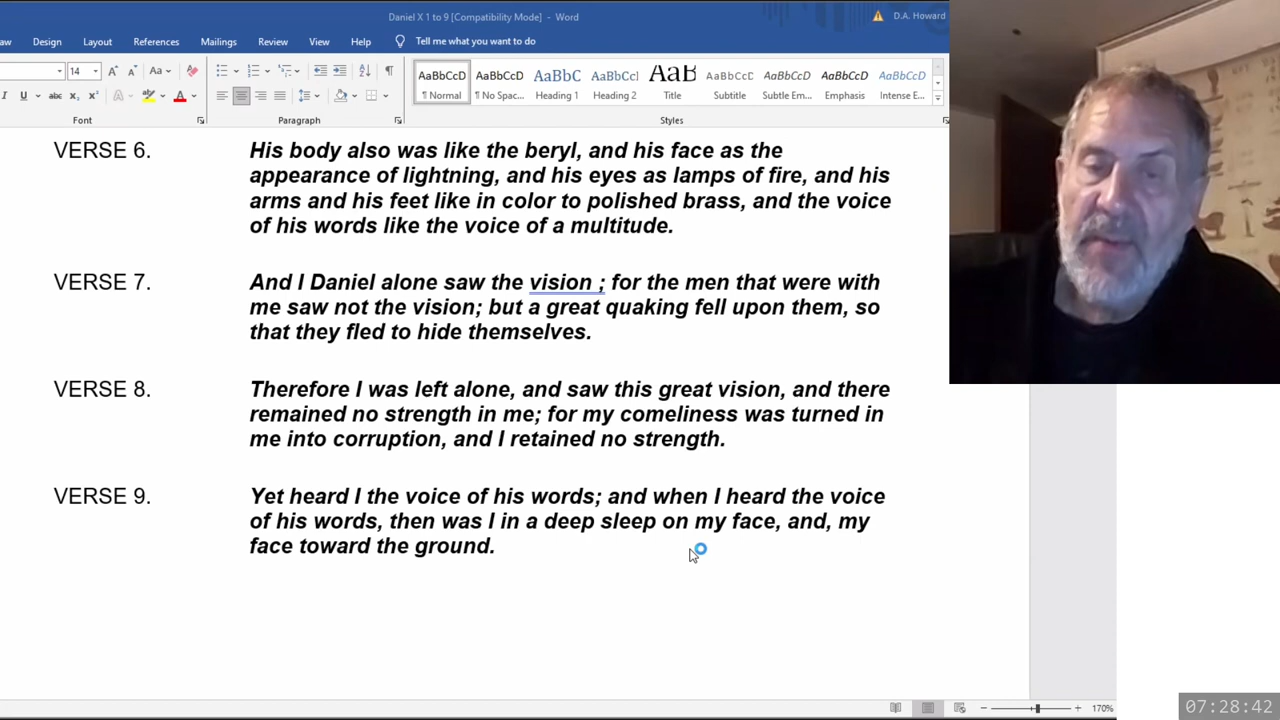 Daniel X 1 to 9 [Compatibility Mode] - Word
D.A. Howard
aw Design Layout References Mailings Review View Help Tell me what you want to do
14 Aa
AaBbCcD AaBbCcD AaBbC AaBbCcI AaB AaBbCcD AaBbCcD AaBbCcD AaBbCcD
¶ Normal ¶ No Spac... Heading 1 Heading 2 Title Subtitle Subtle Em... Emphasis Intense E...
I U abc x₂ x² A A
Font Paragraph Styles
VERSE 6. His body also was like the beryl, and his face as the
appearance of lightning, and his eyes as lamps of fire, and his
arms and his feet like in color to polished brass, and the voice
of his words like the voice of a multitude.
VERSE 7. And I Daniel alone saw the vision ; for the men that were with
me saw not the vision; but a great quaking fell upon them, so
that they fled to hide themselves.
VERSE 8. Therefore I was left alone, and saw this great vision, and there
remained no strength in me; for my comeliness was turned in
me into corruption, and I retained no strength.
VERSE 9. Yet heard I the voice of his words; and when I heard the voice
of his words, then was I in a deep sleep on my face, and, my
face toward the ground.
170%
07:28:42